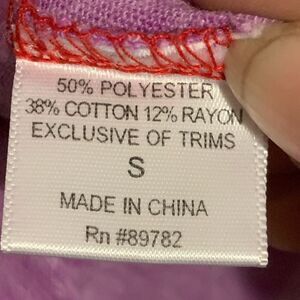 50% POLYESTER
38% COTTON 12% RAYON
EXCLUSIVE OF TRIMS
S
MADE IN CHINA
Rn #89782